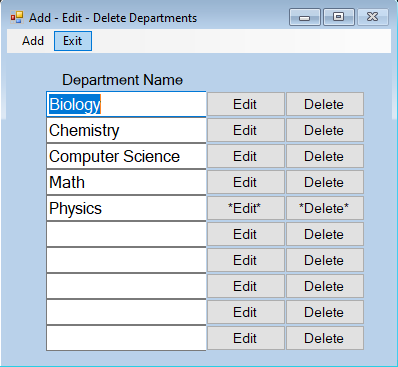 Add - Edit - Delete Departments
Add Exit
Department Name
Biology Edit Delete
Chemistry Edit Delete
Computer Science Edit Delete
Math Edit Delete
Physics *Edit* *Delete*
Edit Delete
Edit Delete
Edit Delete
Edit Delete
Edit Delete